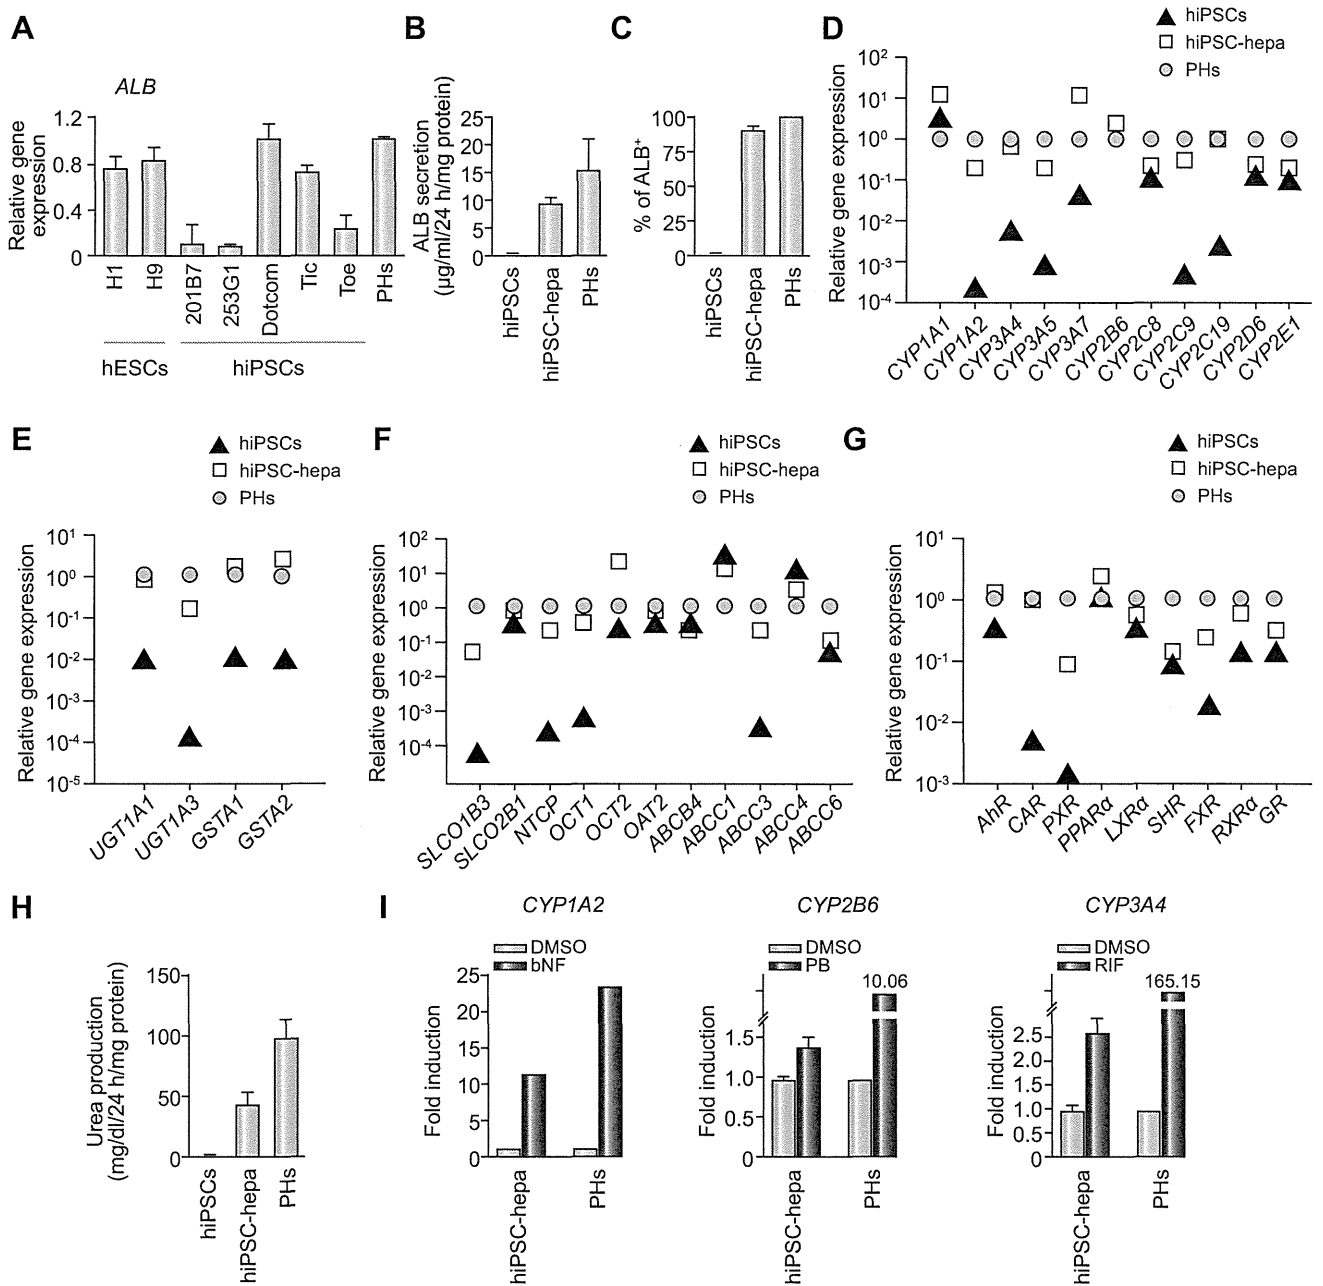 A
ALB
Relative gene
expression
1.2
0.8
0.4
0
H1
H9
201B7
253G1
Dotcom
Tic
Toe
PHs
hESCs
hiPSCs
B
ALB secretion
(μg/ml/24 h/mg protein)
25
20
15
10
5
0
hiPSCs
hiPSC-hepa
PHs
C
% of ALB+
100
75
50
25
0
hiPSCs
hiPSC-hepa
PHs
D
hiPSCs
hiPSC-hepa
PHs
Relative gene expression
10²
10¹
10⁰
10⁻¹
10⁻²
10⁻³
10⁻⁴
CYP1A1
CYP1A2
CYP3A4
CYP3A5
CYP3A7
CYP2B6
CYP2C8
CYP2C9
CYP2C19
CYP2D6
CYP2E1
E
hiPSCs
hiPSC-hepa
PHs
Relative gene expression
10¹
10⁰
10⁻¹
10⁻²
10⁻³
10⁻⁴
10⁻⁵
UGT1A1
UGT1A3
GSTA1
GSTA2
F
hiPSCs
hiPSC-hepa
PHs
Relative gene expression
10²
10¹
10⁰
10⁻¹
10⁻²
10⁻³
10⁻⁴
SLCO1B3
SLCO2B1
NTCP
OCT1
OCT2
OAT2
ABCB4
ABCC1
ABCC3
ABCC4
ABCC6
G
hiPSCs
hiPSC-hepa
PHs
Relative gene expression
10¹
10⁰
10⁻¹
10⁻²
10⁻³
AhR
CAR
PXR
PPARα
LXRα
SHR
FXR
RXRα
GR
H
Urea production
(mg/dl/24 h/mg protein)
150
100
50
0
hiPSCs
hiPSC-hepa
PHs
I
CYP1A2
DMSO
bNF
Fold induction
25
20
15
10
5
0
hiPSC-hepa
PHs
CYP2B6
DMSO
PB
10.06
Fold induction
1.5
1.0
0.5
0
hiPSC-hepa
PHs
CYP3A4
DMSO
RIF
165.15
Fold induction
2.5
2.0
1.5
1.0
0.5
0
hiPSC-hepa
PHs